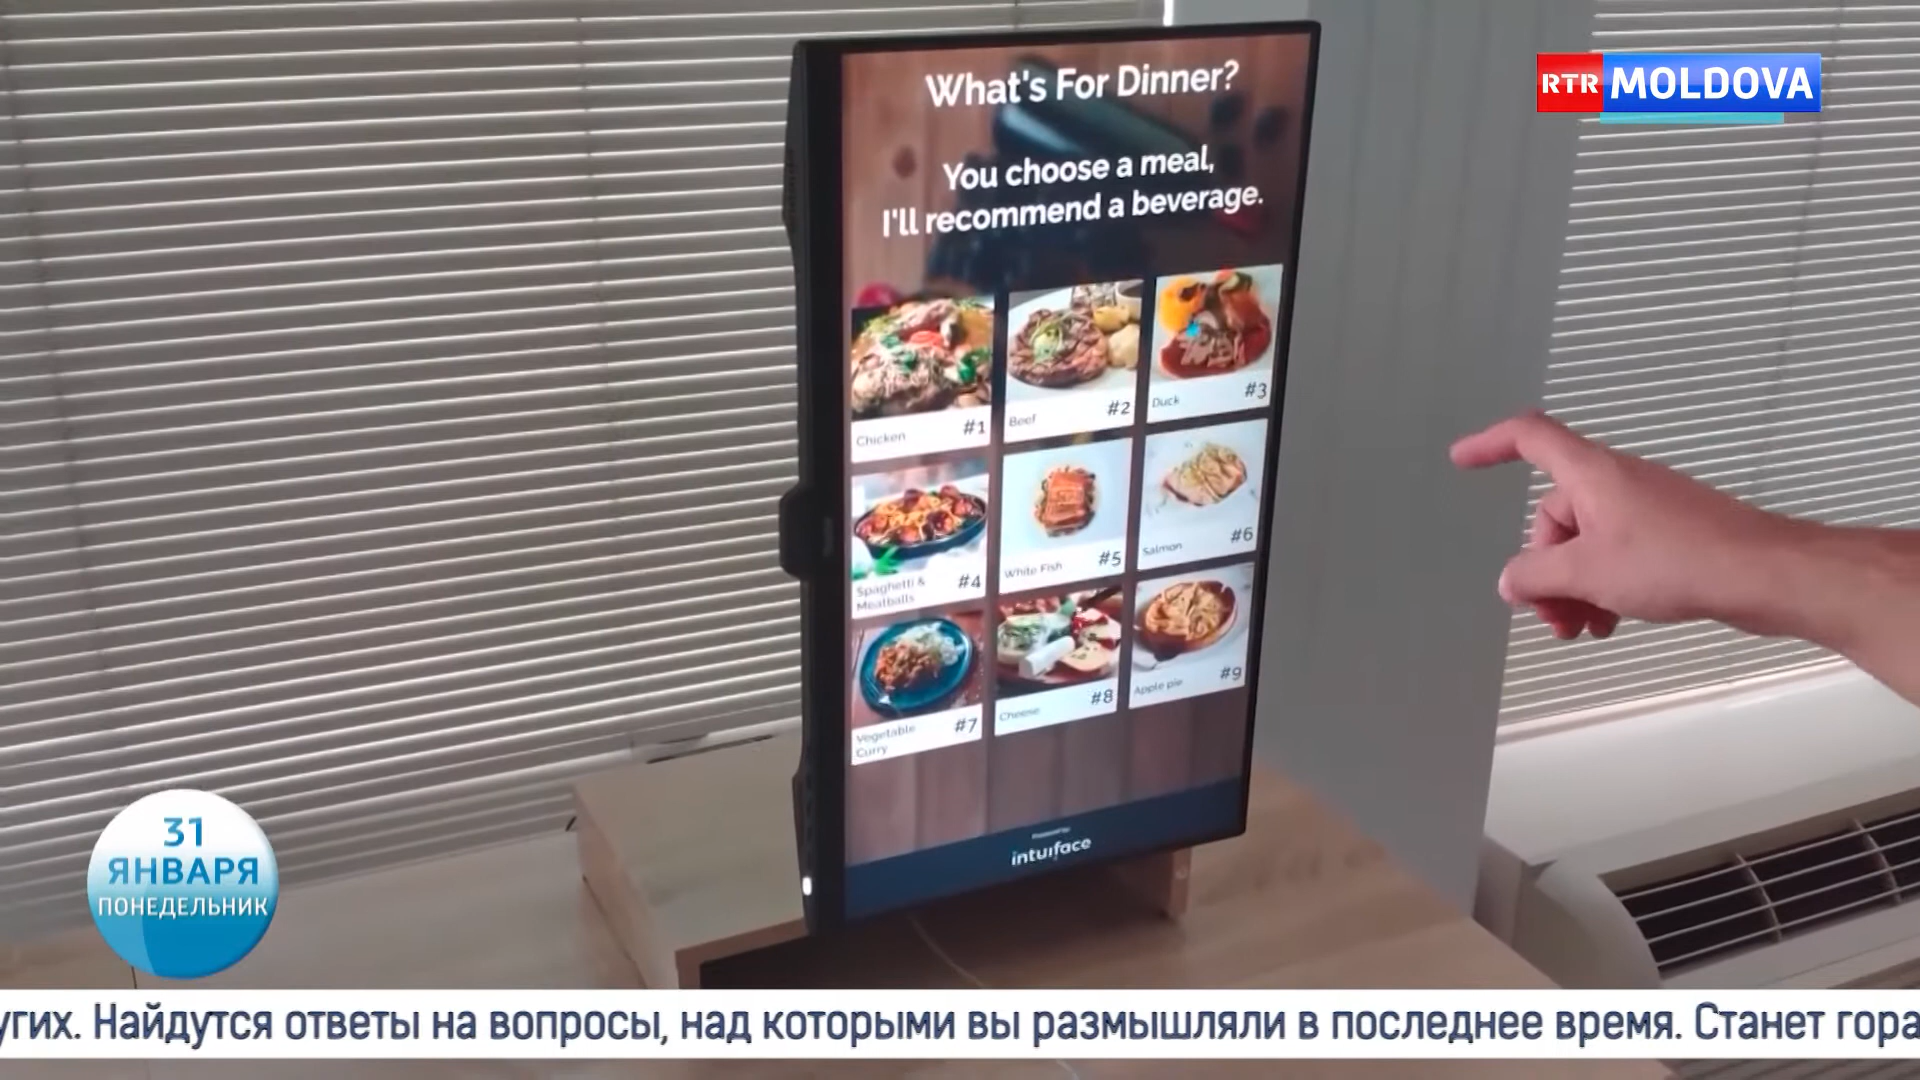 RTR MOLDOVA
What's For Dinner?
You choose a meal,
I'll recommend a beverage.
Chicken #1
Beef #2
Duck #3
Spaghetti & Meatballs #4
White Fish #5
Salmon #6
Vegetable Curry #7
Cheese #8
Apple pie #9
Powered by
intuiface
31
ЯНВАРЯ
ПОНЕДЕЛЬНИК
угих. Найдутся ответы на вопросы, над которыми вы размышляли в последнее время. Станет гора